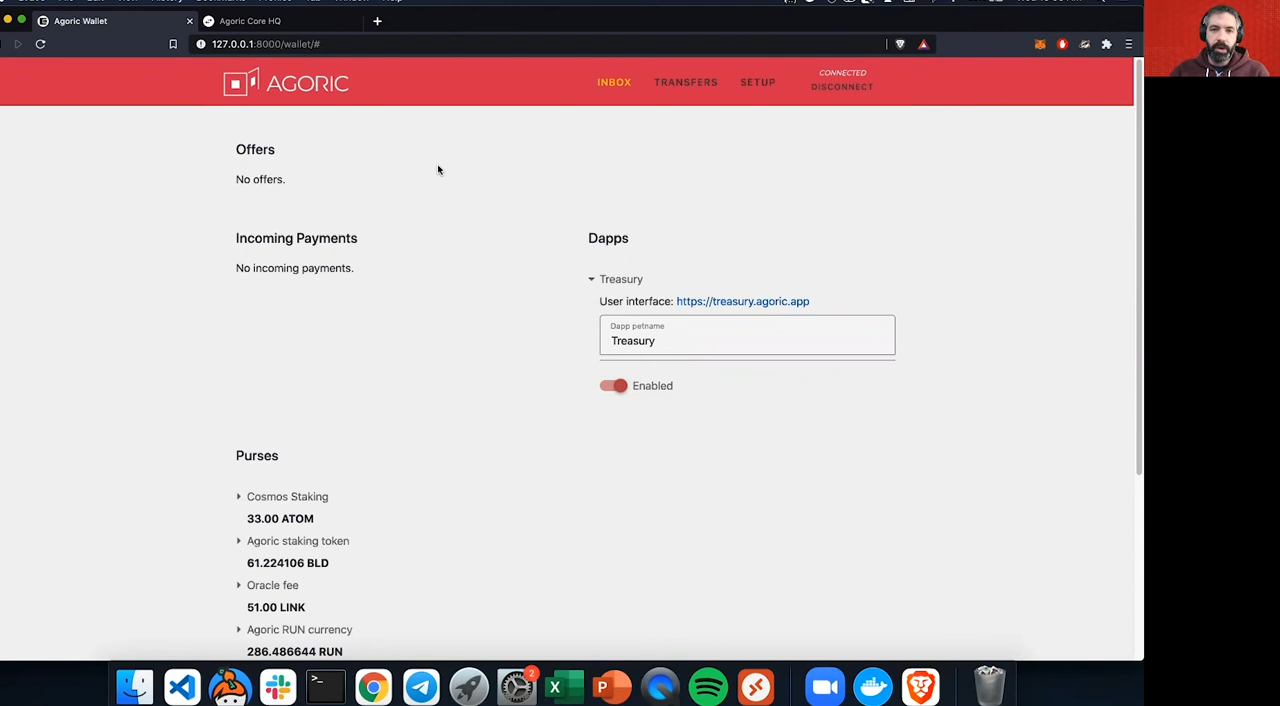 Agoric Wallet
Agoric Core HQ
127.0.0.1:8000/wallet/#
AGORIC
INBOX
TRANSFERS
SETUP
CONNECTED
DISCONNECT
Offers
No offers.
Incoming Payments
No incoming payments.
Dapps
Treasury
User interface: https://treasury.agoric.app
Dapp petname
Treasury
Enabled
Purses
Cosmos Staking
33.00 ATOM
Agoric staking token
61.224106 BLD
Oracle fee
51.00 LINK
Agoric RUN currency
286.486644 RUN
2